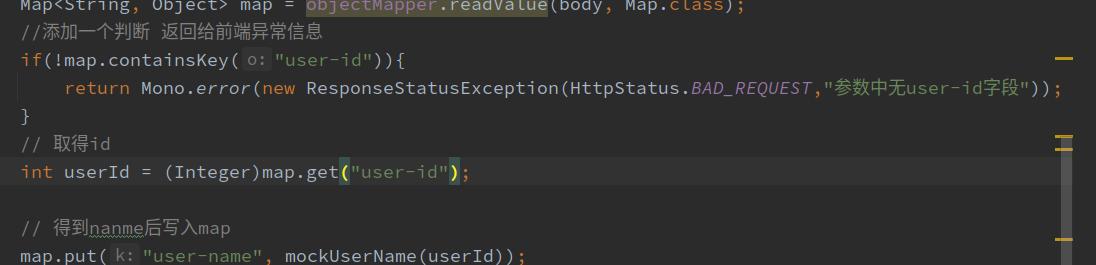 Map<String, Object> map = objectMapper.readValue(body, Map.class);
//添加一个判断 返回给前端异常信息
if(!map.containsKey( o: "user-id")){
return Mono.error(new ResponseStatusException(HttpStatus.BAD_REQUEST,"参数中无user-id字段"));
}
// 取得id
int userId = (Integer)map.get("user-id");
// 得到nanme后写入map
map.put( k: "user-name", mockUserName(userId));